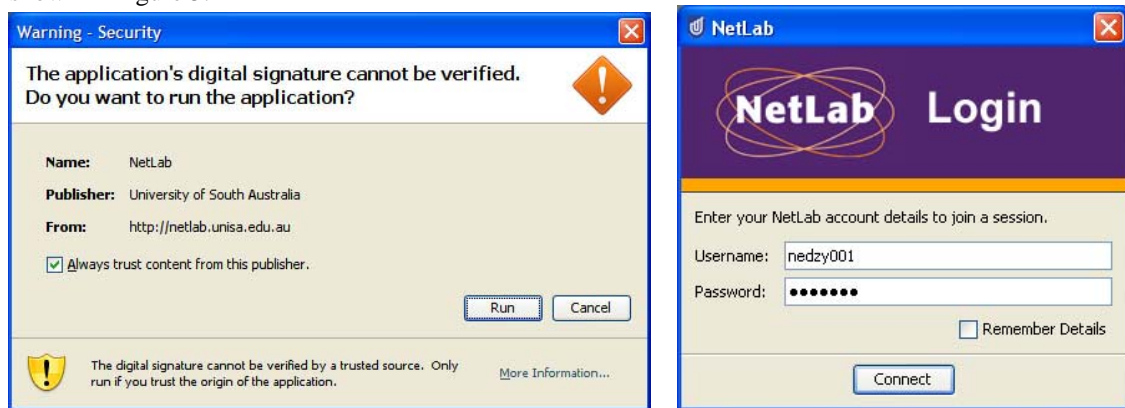 Warning - Security
The application's digital signature cannot be verified.
Do you want to run the application?
Name: NetLab
Publisher: University of South Australia
From: http://netlab.unisa.edu.au
Always trust content from this publisher.
Run Cancel
The digital signature cannot be verified by a trusted source. Only
run if you trust the origin of the application.
More Information...
NetLab
NetLab Login
Enter your NetLab account details to join a session.
Username: nedzy001
Password: •••••••
Remember Details
Connect